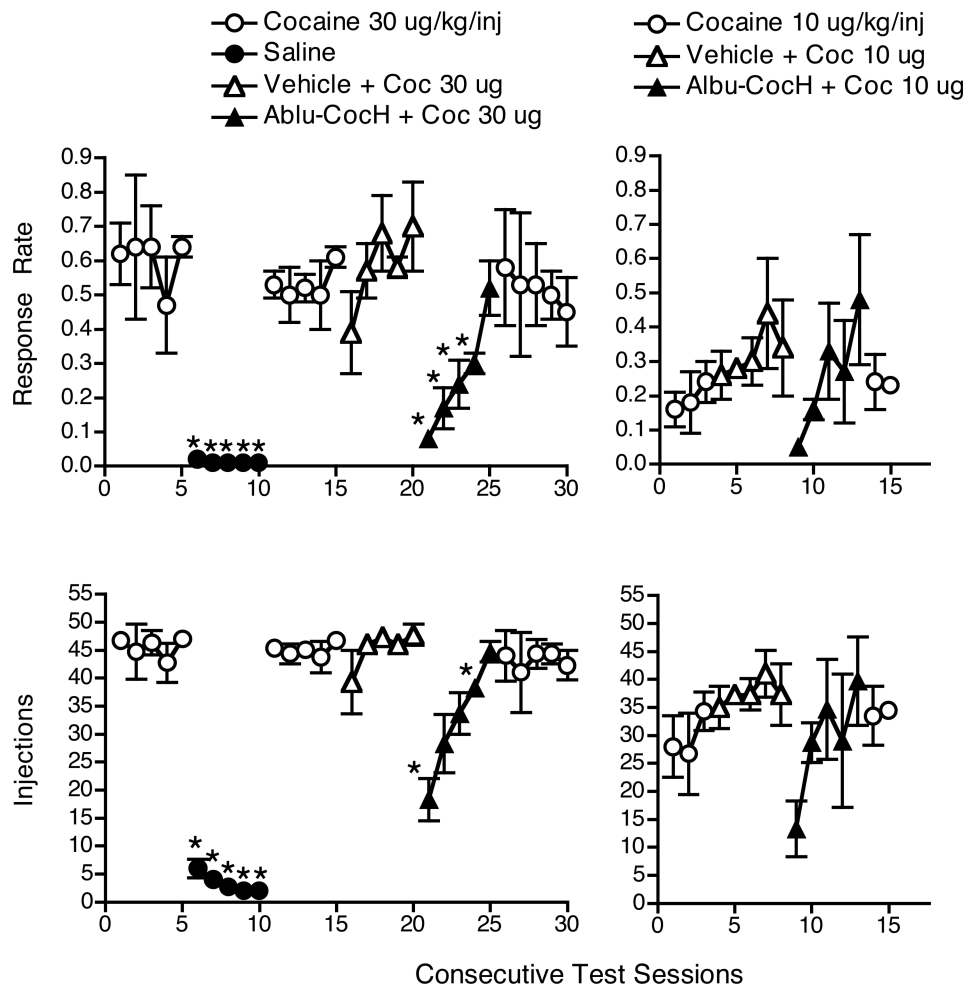 Cocaine 30 ug/kg/inj
Saline
Vehicle + Coc 30 ug
Ablu-CocH + Coc 30 ug
Cocaine 10 ug/kg/inj
Vehicle + Coc 10 ug
Albu-CocH + Coc 10 ug
Response Rate
0.9
0.8
0.7
0.6
0.5
0.4
0.3
0.2
0.1
0.0
* * * * *
* * * *
0 5 10 15 20 25 30
0.9
0.8
0.7
0.6
0.5
0.4
0.3
0.2
0.1
0.0
0 5 10 15
Injections
55
50
45
40
35
30
25
20
15
10
5
0
* * * * *
* *
0 5 10 15 20 25 30
55
50
45
40
35
30
25
20
15
10
5
0
0 5 10 15
Consecutive Test Sessions